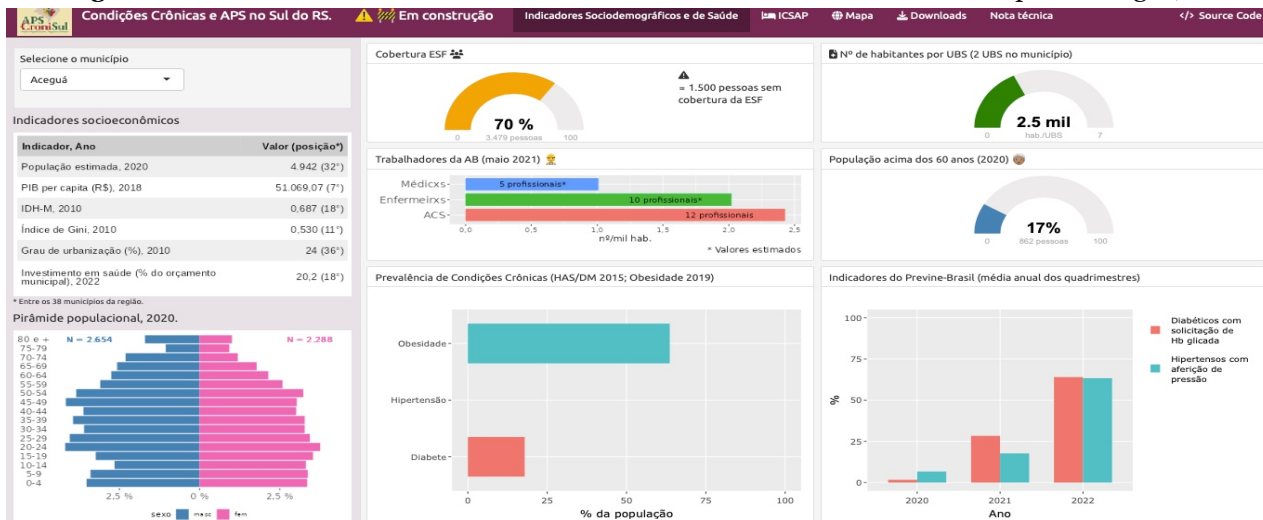 APS
CroniSul
Condições Crônicas e APS no Sul do RS.
Em construção
Indicadores Sociodemográficos e de Saúde
ICSAP
Mapa
Downloads
Nota técnica
</> Source Code
Selecione o município
Aceguá
Indicadores socioeconômicos
Indicador, Ano Valor (posição*)
População estimada, 2020 4.942 (32°)
PIB per capita (R$), 2018 51.069,07 (7°)
IDH-M, 2010 0,687 (18°)
Índice de Gini, 2010 0,530 (11°)
Grau de urbanização (%), 2010 24 (36°)
Investimento em saúde (% do orçamento
municipal), 2022 20,2 (18°)
* Entre os 38 municípios da região.
Pirâmide populacional, 2020.
80 e +
75-79
70-74
65-69
60-64
55-59
50-54
45-49
40-44
35-39
30-34
25-29
20-24
15-19
10-14
5-9
0-4
N = 2.654
N = 2.288
2,5 % 0 % 2,5 %
sexo masc fem
Cobertura ESF
70 %
0 3.479 pessoas 100
= 1.500 pessoas sem
cobertura da ESF
Nº de habitantes por UBS (2 UBS no município)
2.5 mil
0 hab./UBS 7
Trabalhadores da AB (maio 2021)
Médicxs
Enfermeirxs
ACS
5 profissionais*
10 profissionais*
12 profissionais
0,0 0,5 1,0 1,5 2,0 2,5
nº/mil hab.
* Valores estimados
População acima dos 60 anos (2020)
17%
0 862 pessoas 100
Prevalência de Condições Crônicas (HAS/DM 2015; Obesidade 2019)
Obesidade
Hipertensão
Diabete
0 25 50 75 100
% da população
Indicadores do Previne-Brasil (média anual dos quadrimestres)
100
75
50
25
0
%
2020 2021 2022
Ano
Diabéticos com
solicitação de
Hb glicada
Hipertensos com
aferição de
pressão